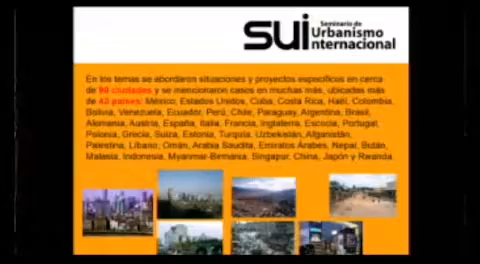 sui Seminario de
Urbanismo
Internacional
En los temas se abordaron situaciones y proyectos específicos en cerca
de 90 ciudades y se mencionaron casos en muchas más, ubicadas más
de 43 países: México, Estados Unidos, Cuba, Costa Rica, Haití, Colombia,
Bolivia, Venezuela, Ecuador, Perú, Chile, Paraguay, Argentina, Brasil,
Alemania, Austria, España, Italia, Francia, Inglaterra, Escocia, Portugal,
Polonia, Grecia, Suiza, Estonia, Turquía, Uzbekistán, Afganistán,
Palestina, Líbano, Omán, Arabia Saudita, Emiratos Árabes, Nepal, Bután,
Malasia, Indonesia, Myanmar-Birmania, Singapur, China, Japón y Rwanda.